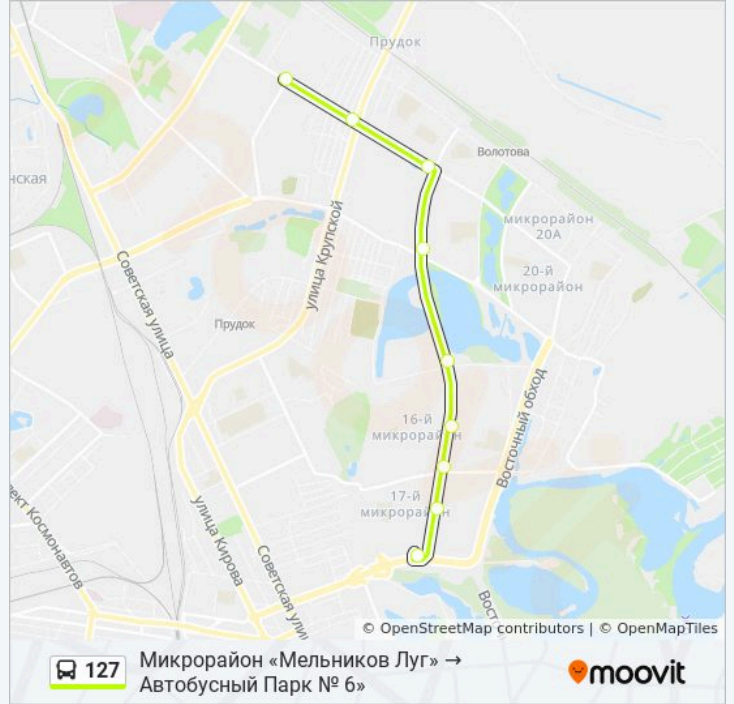 Прудок
Волотова
нская
микрорайон
20А
улица Крупской
Советская улица
20-й
микрорайон
Прудок
Восточный обход
16-й
микрорайон
17-й
микрорайон
пект Космонавтов
улица Кирова
Советская ули
Вост
© OpenStreetMap contributors | © OpenMapTiles
127
Микрорайон «Мельников Луг» →
Автобусный Парк № 6»
moovit